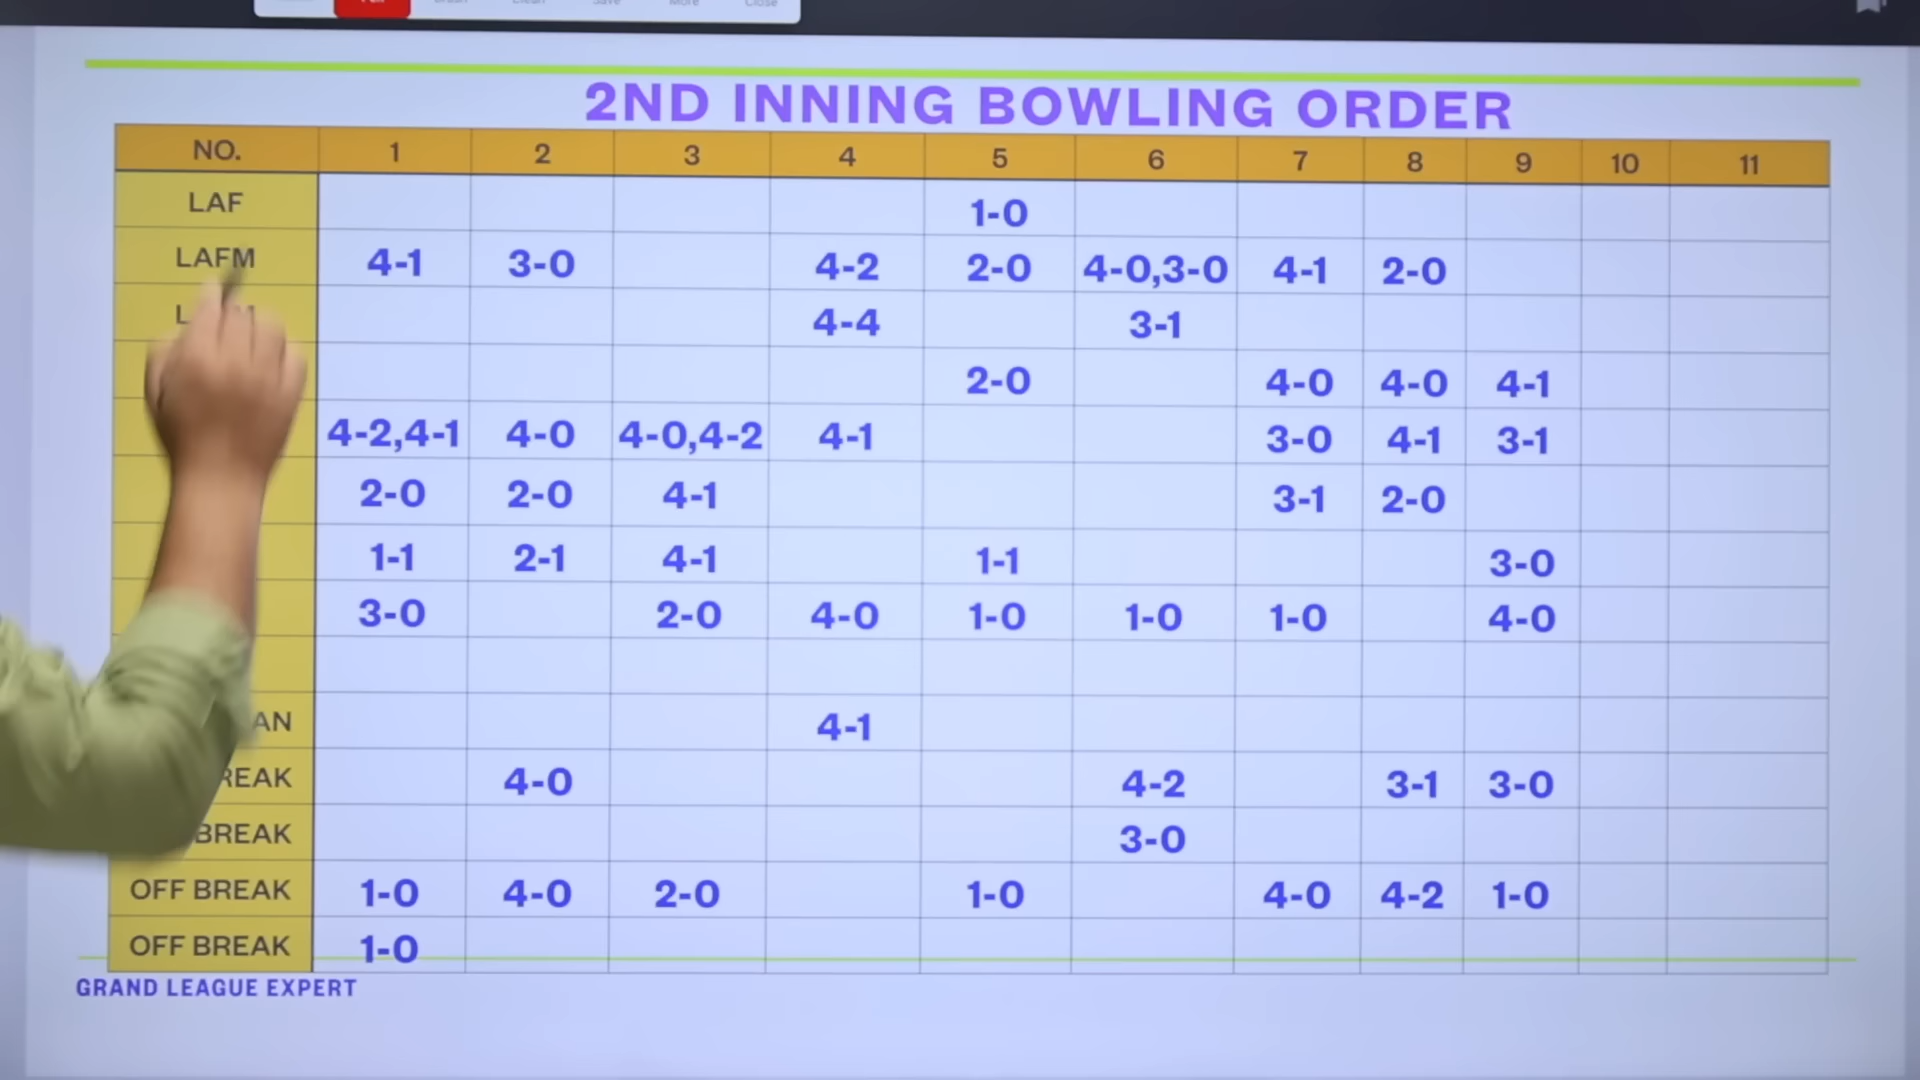 Save More Close
2ND INNING BOWLING ORDER
NO. 1 2 3 4 5 6 7 8 9 10 11
LAF 1-0
LAFM 4-1 3-0 4-2 2-0 4-0,3-0 4-1 2-0
4-4 3-1
2-0 4-0 4-0 4-1
4-2,4-1 4-0 4-0,4-2 4-1 3-0 4-1 3-1
2-0 2-0 4-1 3-1 2-0
1-1 2-1 4-1 1-1 3-0
3-0 2-0 4-0 1-0 1-0 1-0 4-0
4-1
4-0 4-2 3-1 3-0
BREAK 3-0
OFF BREAK 1-0 4-0 2-0 1-0 4-0 4-2 1-0
OFF BREAK 1-0
GRAND LEAGUE EXPERT